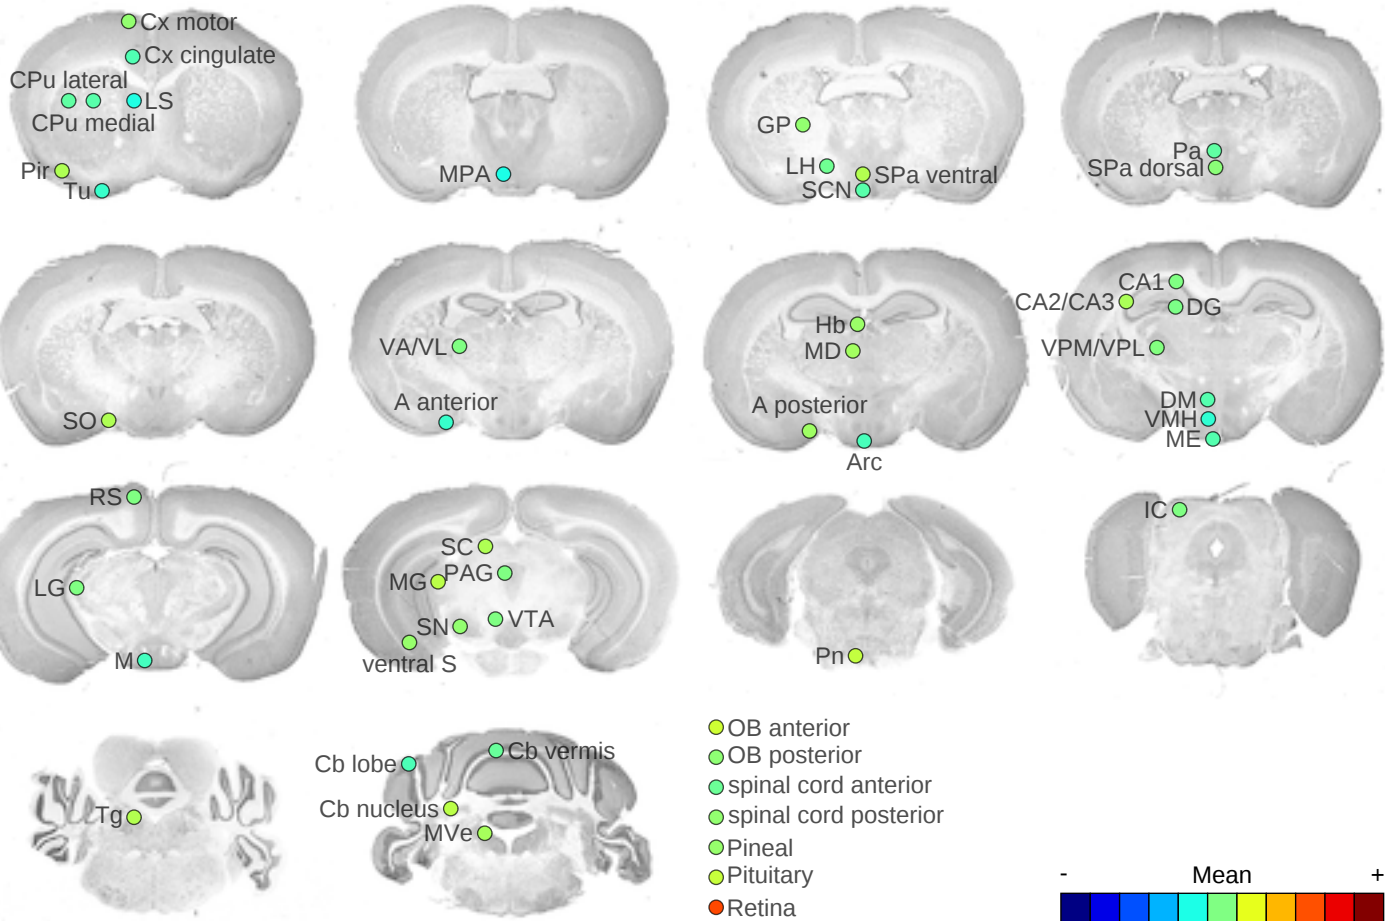 Cx motor
Cx cingulate
CPu lateral
LS
CPu medial
Pir
Tu
MPA
GP
LH
SPa ventral
SCN
Pa
SPa dorsal
SO
VA/VL
A anterior
Hb
MD
A posterior
Arc
CA1
CA2/CA3
DG
VPM/VPL
DM
VMH
ME
RS
LG
M
SC
MG
PAG
SN
VTA
ventral S
Pn
IC
Tg
Cb lobe
Cb vermis
Cb nucleus
MVe
OB anterior
OB posterior
spinal cord anterior
spinal cord posterior
Pineal
Pituitary
Retina
- Mean +